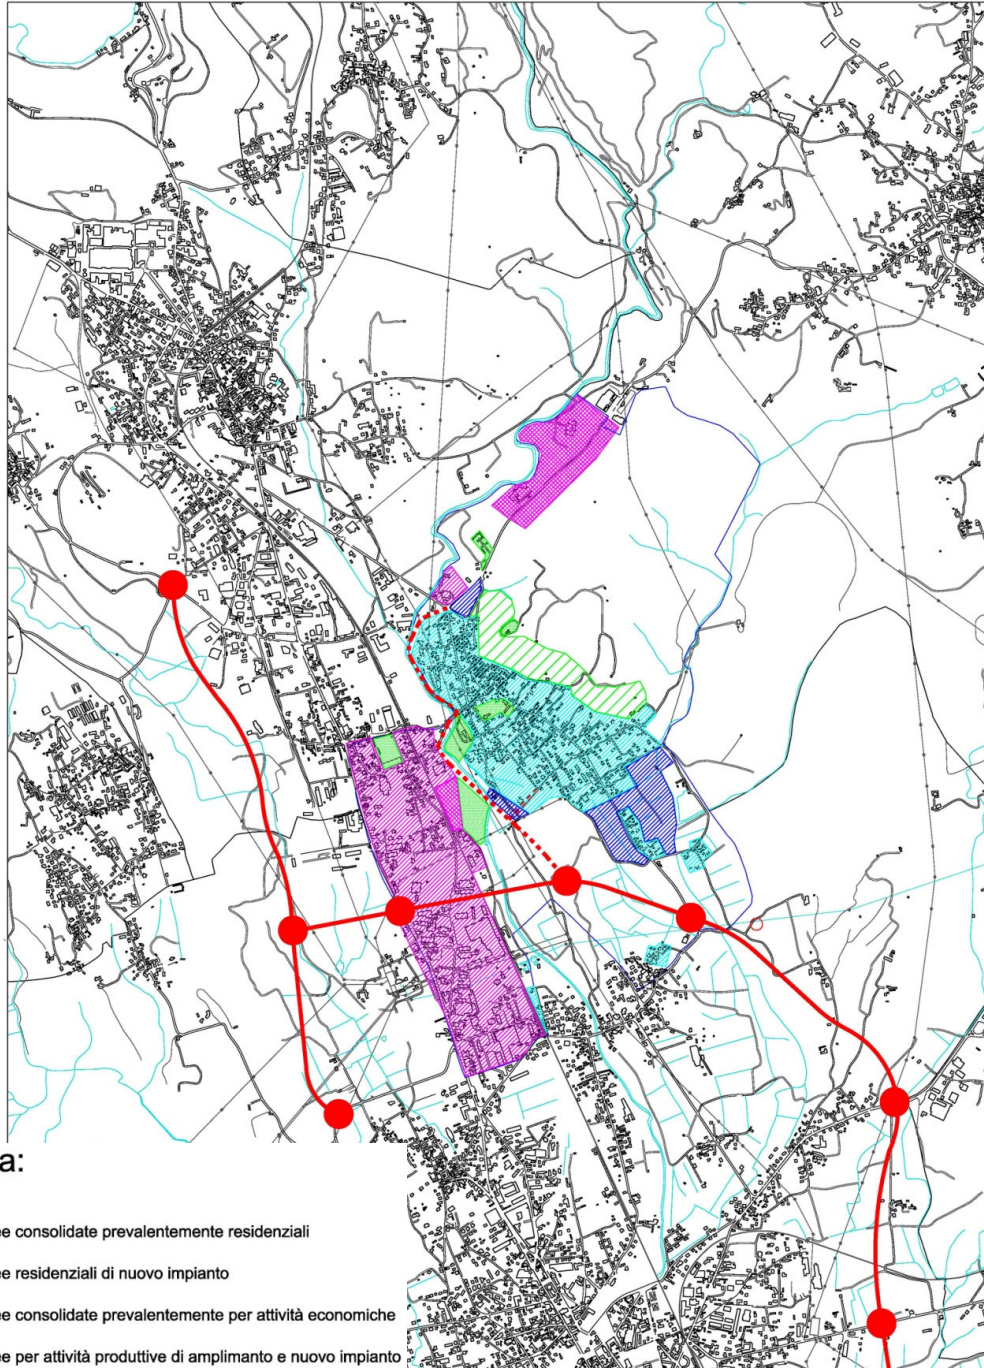 a:
ee consolidate prevalentemente residenziali
ee residenziali di nuovo impianto
ee consolidate prevalentemente per attività economiche
ee per attività produttive di amplimanto e nuovo impianto